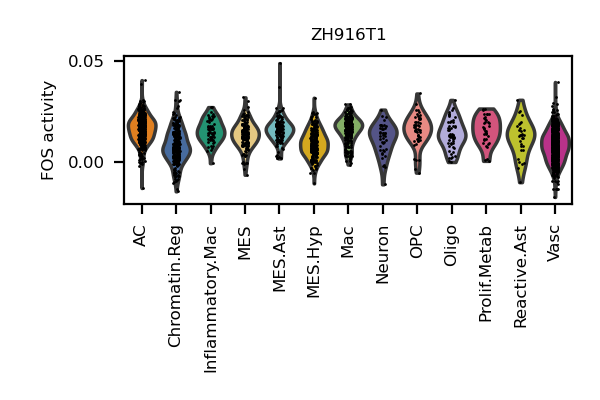 ZH916T1
FOS activity
0.05
0.00
AC
Chromatin.Reg
Inflammatory.Mac
MES
MES.Ast
MES.Hyp
Mac
Neuron
OPC
Oligo
Prolif.Metab
Reactive.Ast
Vasc